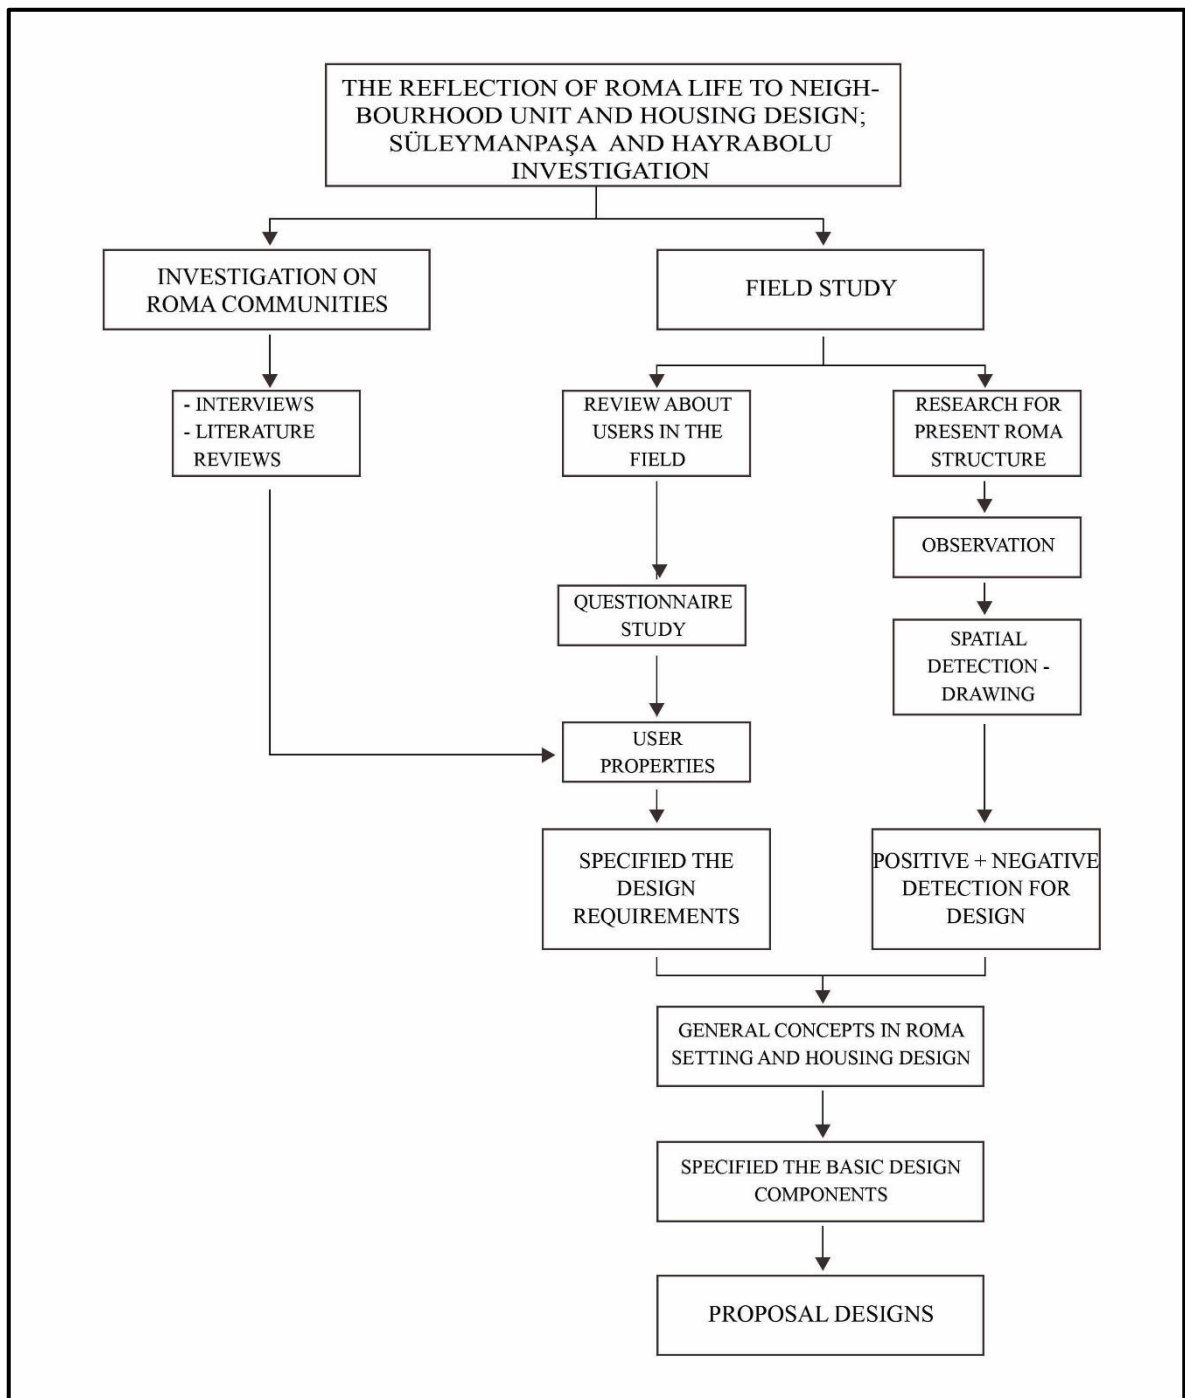 THE REFLECTION OF ROMA LIFE TO NEIGH-
BOURHOOD UNIT AND HOUSING DESIGN;
SÜLEYMANPAŞA AND HAYRABOLU
INVESTIGATION
INVESTIGATION ON
ROMA COMMUNITIES
FIELD STUDY
- INTERVIEWS
- LITERATURE
REVIEWS
REVIEW ABOUT
USERS IN THE
FIELD
RESEARCH FOR
PRESENT ROMA
STRUCTURE
OBSERVATION
QUESTIONNAIRE
STUDY
SPATIAL
DETECTION -
DRAWING
USER
PROPERTIES
SPECIFIED THE
DESIGN
REQUIREMENTS
POSITIVE + NEGATIVE
DETECTION FOR
DESIGN
GENERAL CONCEPTS IN ROMA
SETTING AND HOUSING DESIGN
SPECIFIED THE BASIC DESIGN
COMPONENTS
PROPOSAL DESIGNS